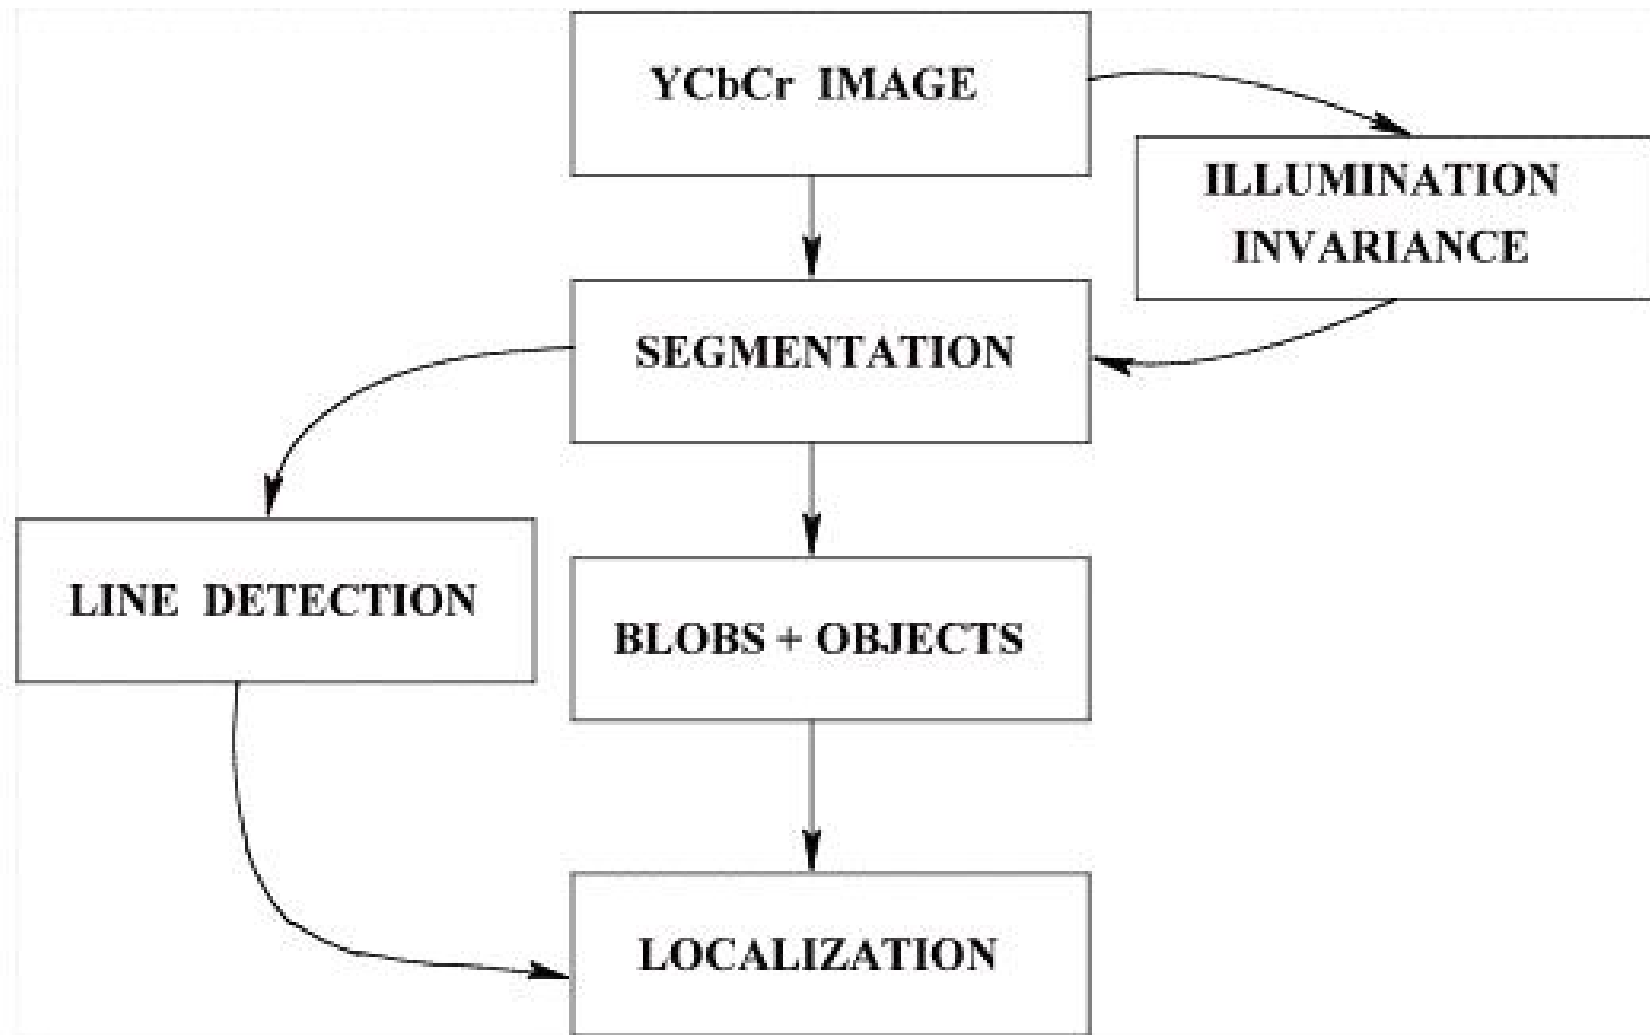 YCbCr IMAGE
ILLUMINATION
INVARIANCE
SEGMENTATION
LINE DETECTION
BLOBS + OBJECTS
LOCALIZATION